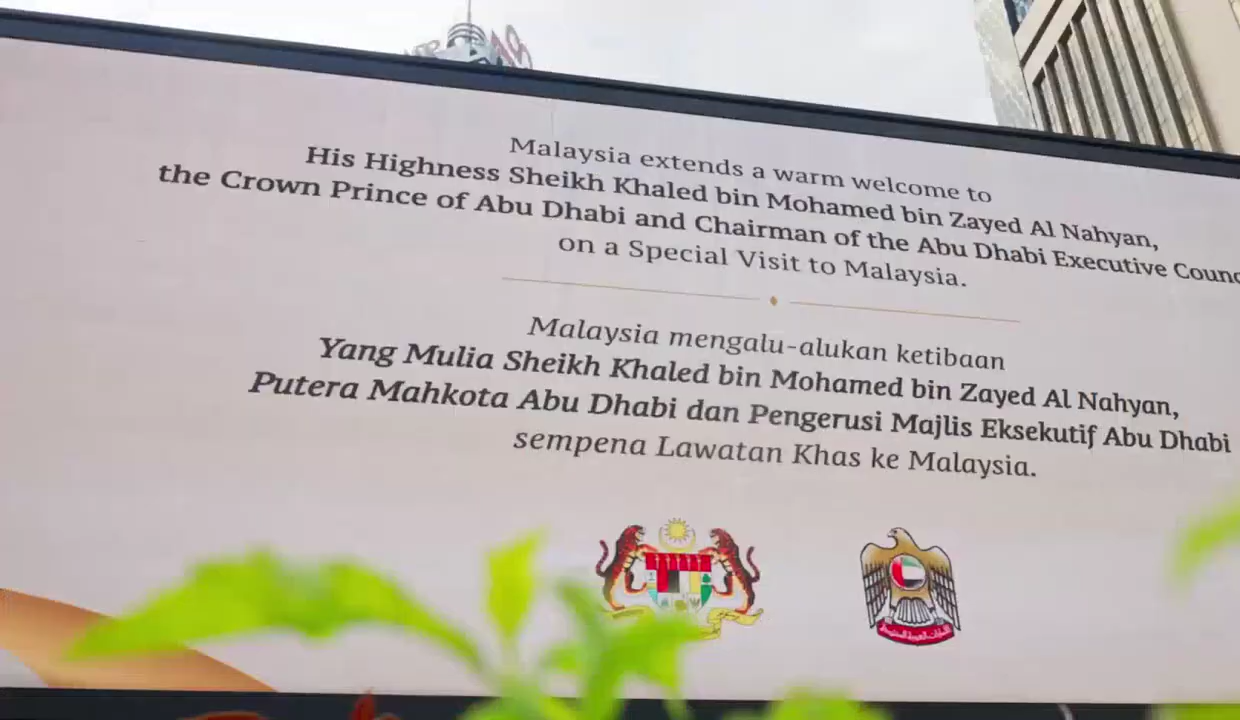 Malaysia extends a warm welcome to
His Highness Sheikh Khaled bin Mohamed bin Zayed Al Nahyan,
the Crown Prince of Abu Dhabi and Chairman of the Abu Dhabi Executive
on a Special Visit to Malaysia.
Malaysia mengalu-alukan ketibaan
Yang Mulia Sheikh Khaled bin Mohamed bin Zayed Al Nahyan,
Putera Mahkota Abu Dhabi dan Pengerusi Majlis Eksekutif Abu Dhabi
sempena Lawatan Khas ke Malaysia.